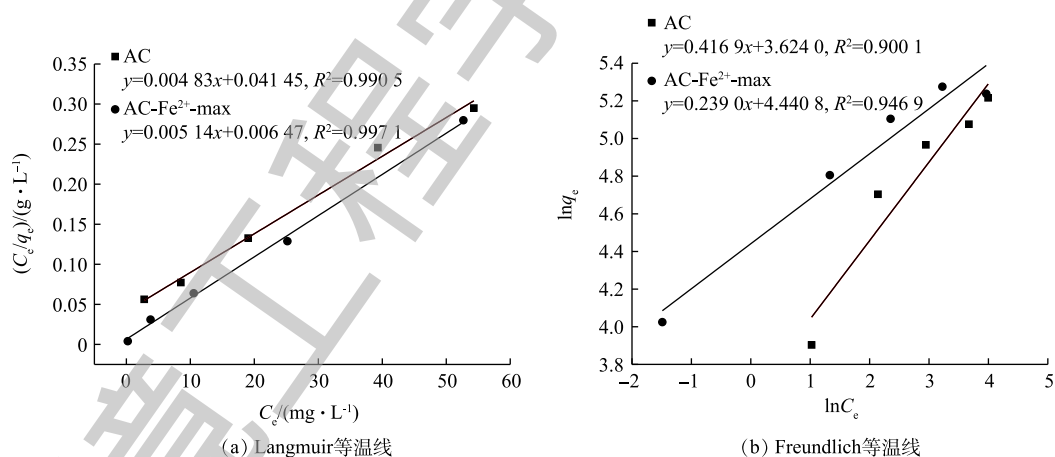 AC
y=0.004 83x+0.041 45, R²=0.990 5
AC-Fe²⁺-max
y=0.005 14x+0.006 47, R²=0.997 1
0.35
0.30
0.25
0.20
0.15
0.10
0.05
0
(Cₑ/qₑ)/(g·L⁻¹)
0 10 20 30 40 50 60
Cₑ/(mg·L⁻¹)
(a) Langmuir等温线
AC
y=0.416 9x+3.624 0, R²=0.900 1
AC-Fe²⁺-max
y=0.239 0x+4.440 8, R²=0.946 9
5.4
5.2
5.0
4.8
4.6
4.4
4.2
4.0
3.8
lnqₑ
−2 −1 0 1 2 3 4 5
lnCₑ
(b) Freundlich等温线
工程学